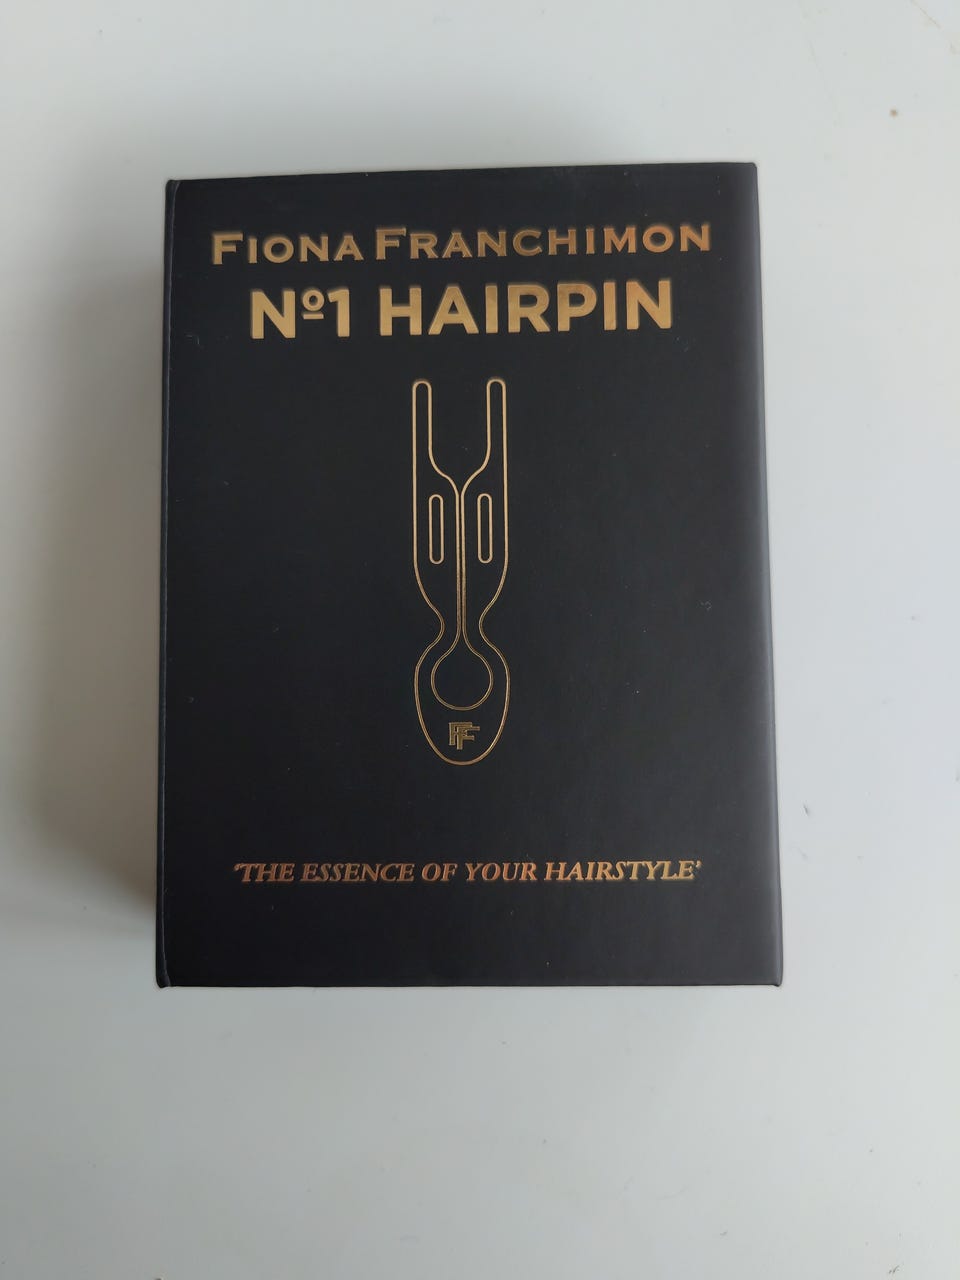 FIONA FRANCHIMON
Nº1 HAIRPIN
FF
‘THE ESSENCE OF YOUR HAIRSTYLE’